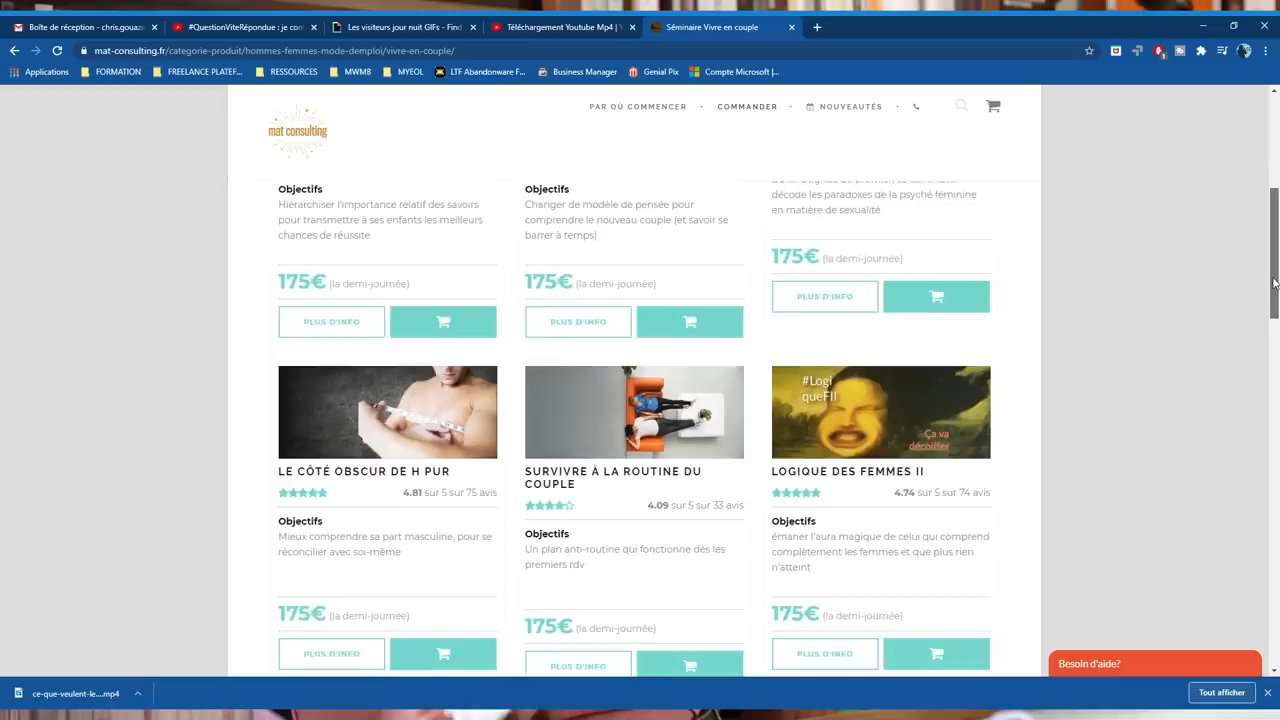 Boîte de réception - chris.gouaze
#QuestionViteRépondue : je com
Les visiteurs jour nuit GIFs - Find
Téléchargement Youtube Mp4 | Y
Séminaire Vivre en couple
mat-consulting.fr/categorie-produit/hommes-femmes-mode-demploi/vivre-en-couple/
Applications
FORMATION
FREELANCE PLATEF...
RESSOURCES
MWMB
MYEOL
LTF Abandonware F...
Business Manager
Genial Pix
Compte Microsoft |...
mat consulting
PAR OÙ COMMENCER · COMMANDER · NOUVEAUTÉS ·
Objectifs
Hiérarchiser l'importance relatif des savoirs
pour transmettre à ses enfants les meilleurs
chances de réussite
175€ (la demi-journée)
PLUS D'INFO
Objectifs
Changer de modèle de pensée pour
comprendre le nouveau couple (et savoir se
barrer à temps)
175€ (la demi-journée)
PLUS D'INFO
décode les paradoxes de la psyché féminine
en matière de sexualité
175€ (la demi-journée)
PLUS D'INFO
LE CÔTÉ OBSCUR DE H PUR
4.81 sur 5 sur 75 avis
Objectifs
Mieux comprendre sa part masculine, pour se
réconcilier avec soi-même
175€ (la demi-journée)
PLUS D'INFO
SURVIVRE À LA ROUTINE DU
COUPLE
4.09 sur 5 sur 33 avis
Objectifs
Un plan anti-routine qui fonctionne dès les
premiers rdv
175€ (la demi-journée)
PLUS D'INFO
#Logi
queFII
Ça va
décoiffer
LOGIQUE DES FEMMES II
4.74 sur 5 sur 74 avis
Objectifs
émaner l'aura magique de celui qui comprend
complètement les femmes et que plus rien
n'atteint
175€ (la demi-journée)
PLUS D'INFO
Besoin d'aide?
ce-que-veulent-le....mp4
Tout afficher